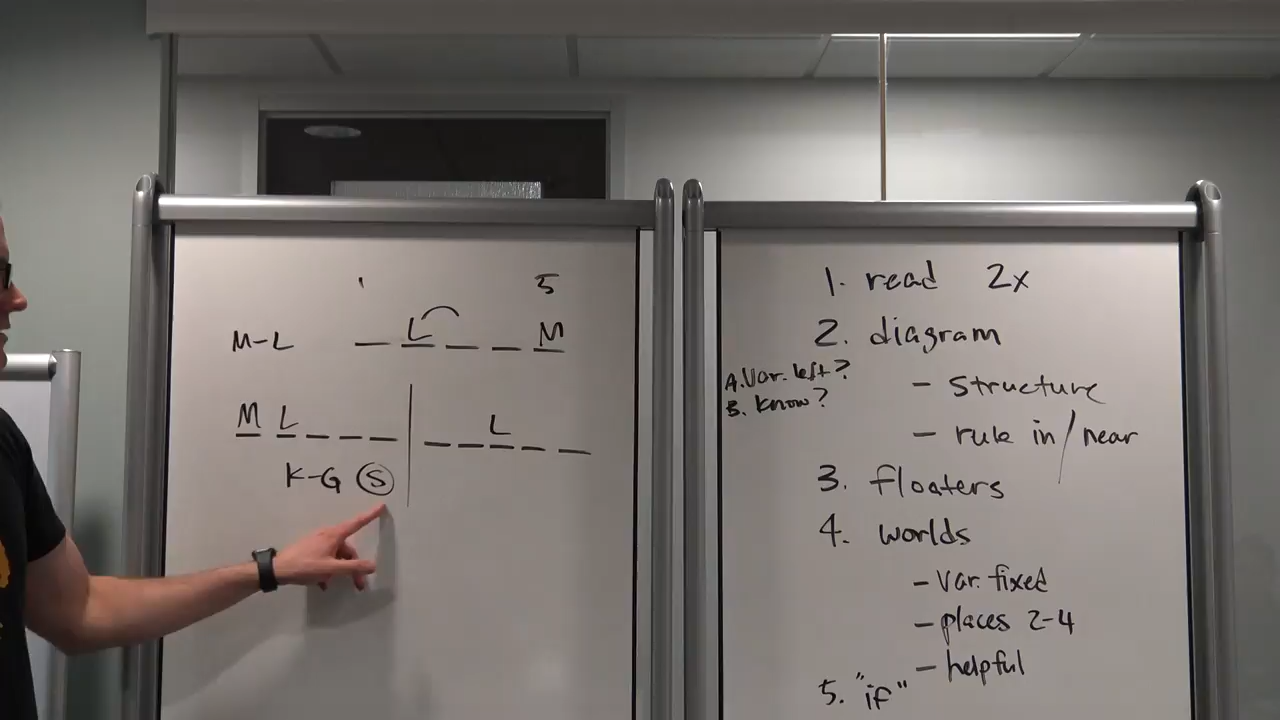 1 5
M-L _ L _ _ M
M L _ _ _ _ _ L _ _
K-G S
1. read 2x
2. diagram
A. Var. left?
- structure
B. Know?
- rule in/near
3. floaters
4. worlds
- var. fixed
- places 2-4
- helpful
5. "if"